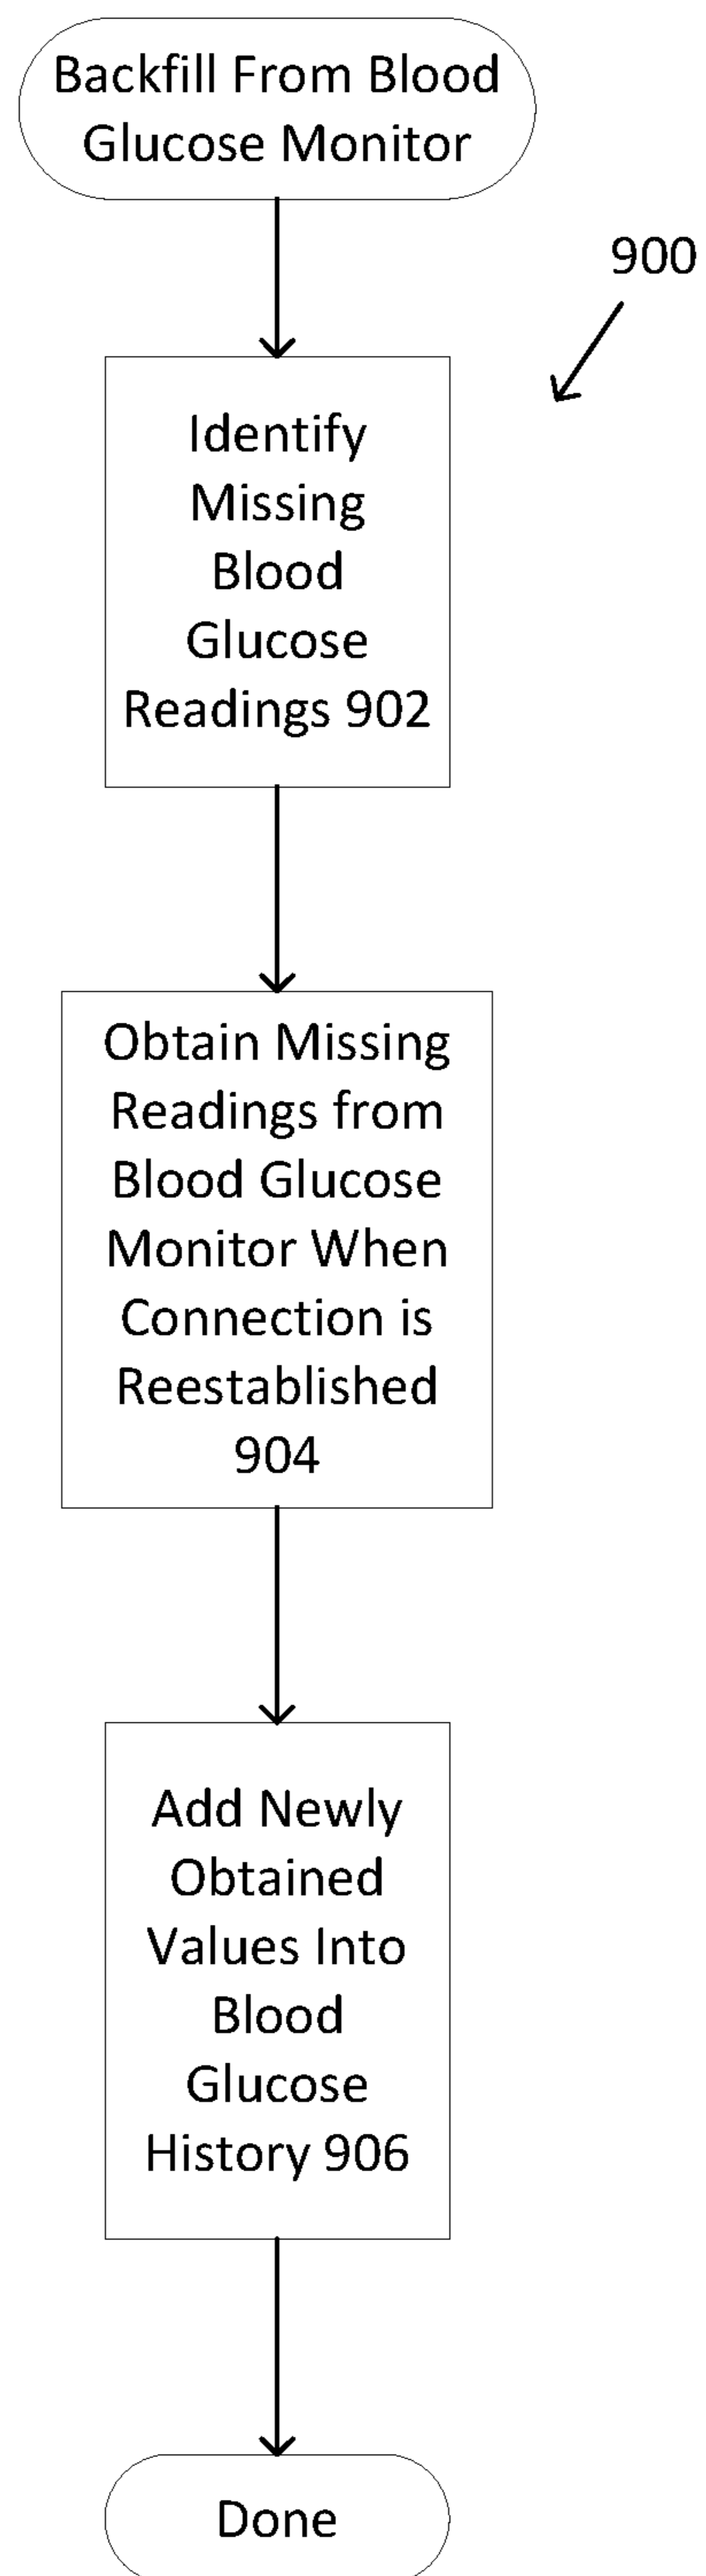 Backfill From Blood
Glucose Monitor
900
Identify
Missing
Blood
Glucose
Readings 902
Obtain Missing
Readings from
Blood Glucose
Monitor When
Connection is
Reestablished
904
Add Newly
Obtained
Values Into
Blood
Glucose
History 906
Done